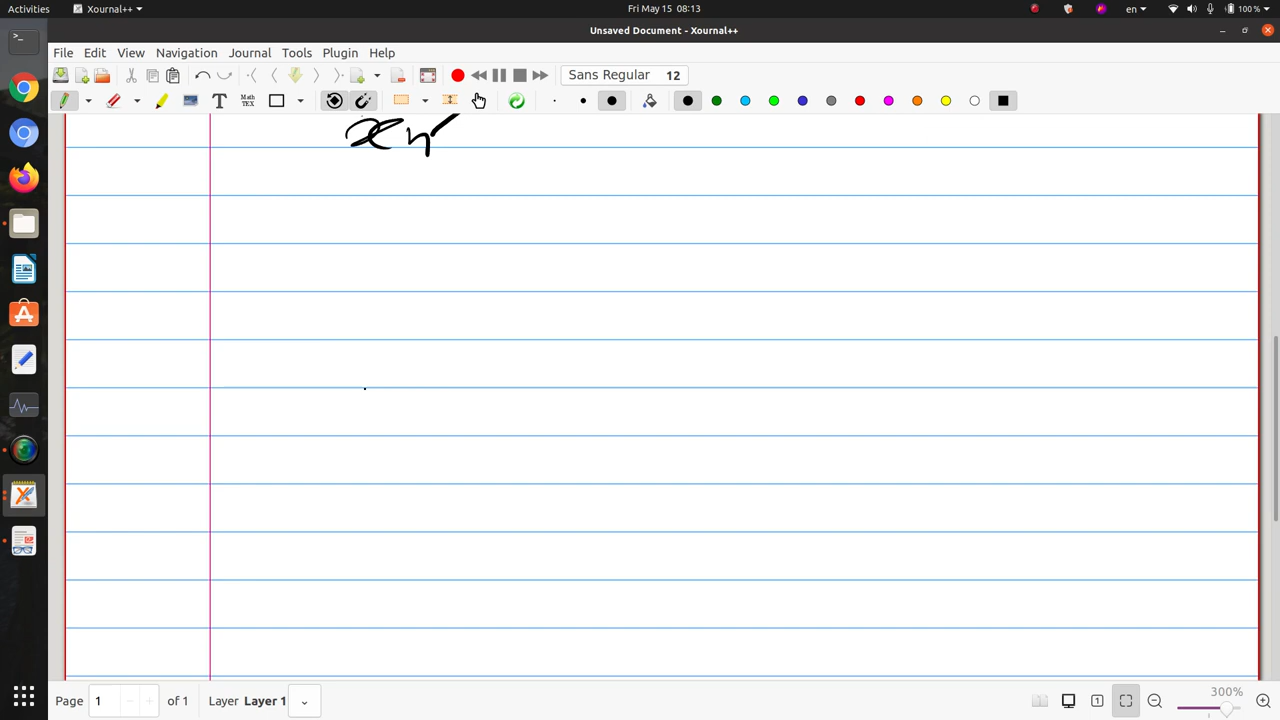 Activities Xournal++ Fri May 15 08:13 en 100%
Unsaved Document - Xournal++
File Edit View Navigation Journal Tools Plugin Help
Sans Regular 12
Math TEX
Page 1 of 1 Layer Layer 1 300%